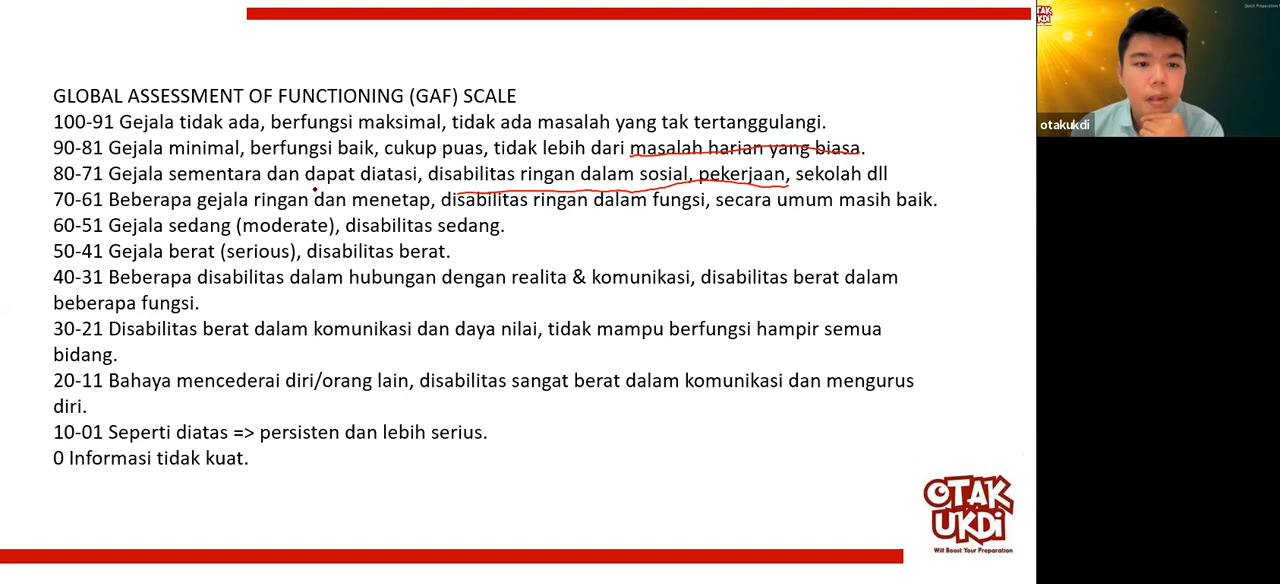 GLOBAL ASSESSMENT OF FUNCTIONING (GAF) SCALE
100-91 Gejala tidak ada, berfungsi maksimal, tidak ada masalah yang tak tertanggulangi.
90-81 Gejala minimal, berfungsi baik, cukup puas, tidak lebih dari masalah harian yang biasa.
80-71 Gejala sementara dan dapat diatasi, disabilitas ringan dalam sosial, pekerjaan, sekolah dll
70-61 Beberapa gejala ringan dan menetap, disabilitas ringan dalam fungsi, secara umum masih baik.
60-51 Gejala sedang (moderate), disabilitas sedang.
50-41 Gejala berat (serious), disabilitas berat.
40-31 Beberapa disabilitas dalam hubungan dengan realita & komunikasi, disabilitas berat dalam
beberapa fungsi.
30-21 Disabilitas berat dalam komunikasi dan daya nilai, tidak mampu berfungsi hampir semua
bidang.
20-11 Bahaya mencederai diri/orang lain, disabilitas sangat berat dalam komunikasi dan mengurus
diri.
10-01 Seperti diatas => persisten dan lebih serius.
0 Informasi tidak kuat.
OTAK
UKDI
Will Boost Your Preparation
otakukdi